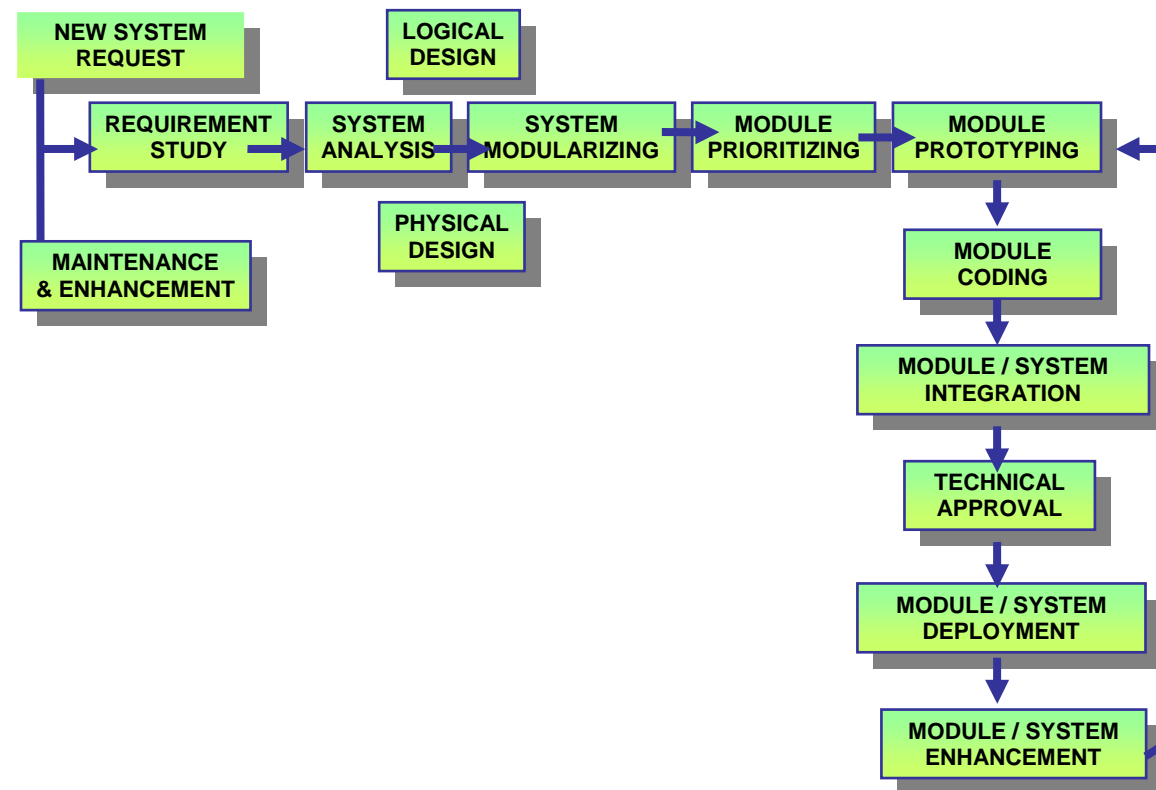 NEW SYSTEM
REQUEST
LOGICAL
DESIGN
REQUIREMENT
STUDY
SYSTEM
ANALYSIS
SYSTEM
MODULARIZING
MODULE
PRIORITIZING
MODULE
PROTOTYPING
PHYSICAL
DESIGN
MAINTENANCE
& ENHANCEMENT
MODULE
CODING
MODULE / SYSTEM
INTEGRATION
TECHNICAL
APPROVAL
MODULE / SYSTEM
DEPLOYMENT
MODULE / SYSTEM
ENHANCEMENT